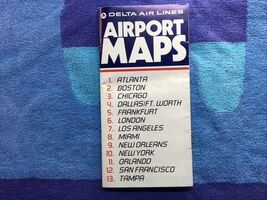 DELTA AIR LINES
AIRPORT
MAPS
1. ATLANTA
2. BOSTON
3. CHICAGO
4. DALLAS/FT. WORTH
5. FRANKFURT
6. LONDON
7. LOS ANGELES
8. MIAMI
9. NEW ORLEANS
10. NEW YORK
11. ORLANDO
12. SAN FRANCISCO
13. TAMPA